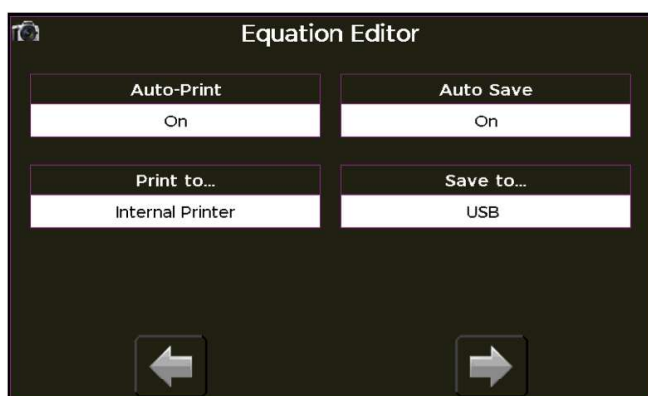 Equation Editor
Auto-Print
Auto Save
On
On
Print to...
Save to...
Internal Printer
USB